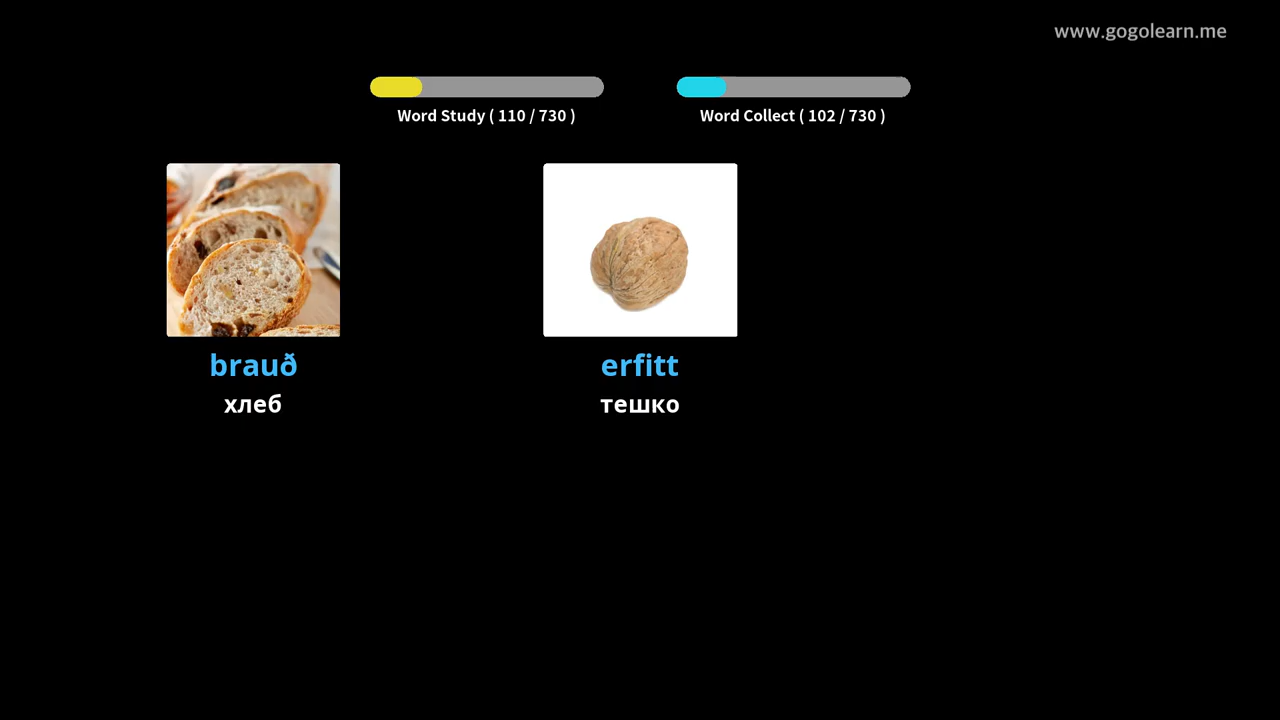 www.gogolearn.me
Word Study ( 110 / 730 )
Word Collect ( 102 / 730 )
brauð
хлеб
erfitt
тешко